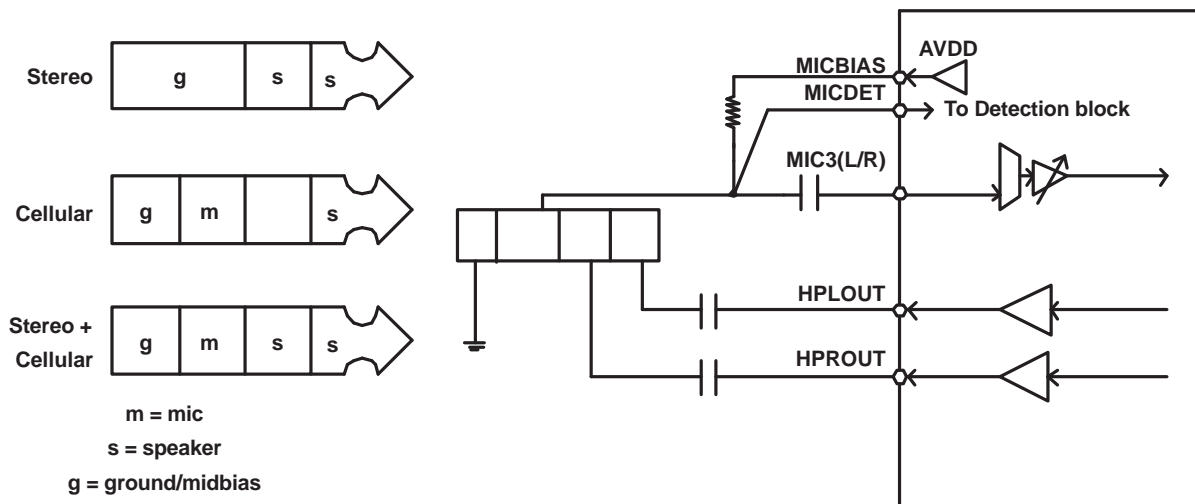 Stereo
g
s
s
Cellular
g
m
s
Stereo +
Cellular
g
m
s
s
m = mic
s = speaker
g = ground/midbias
MICBIAS
AVDD
MICDET
To Detection block
MIC3(L/R)
HPLOUT
HPROUT